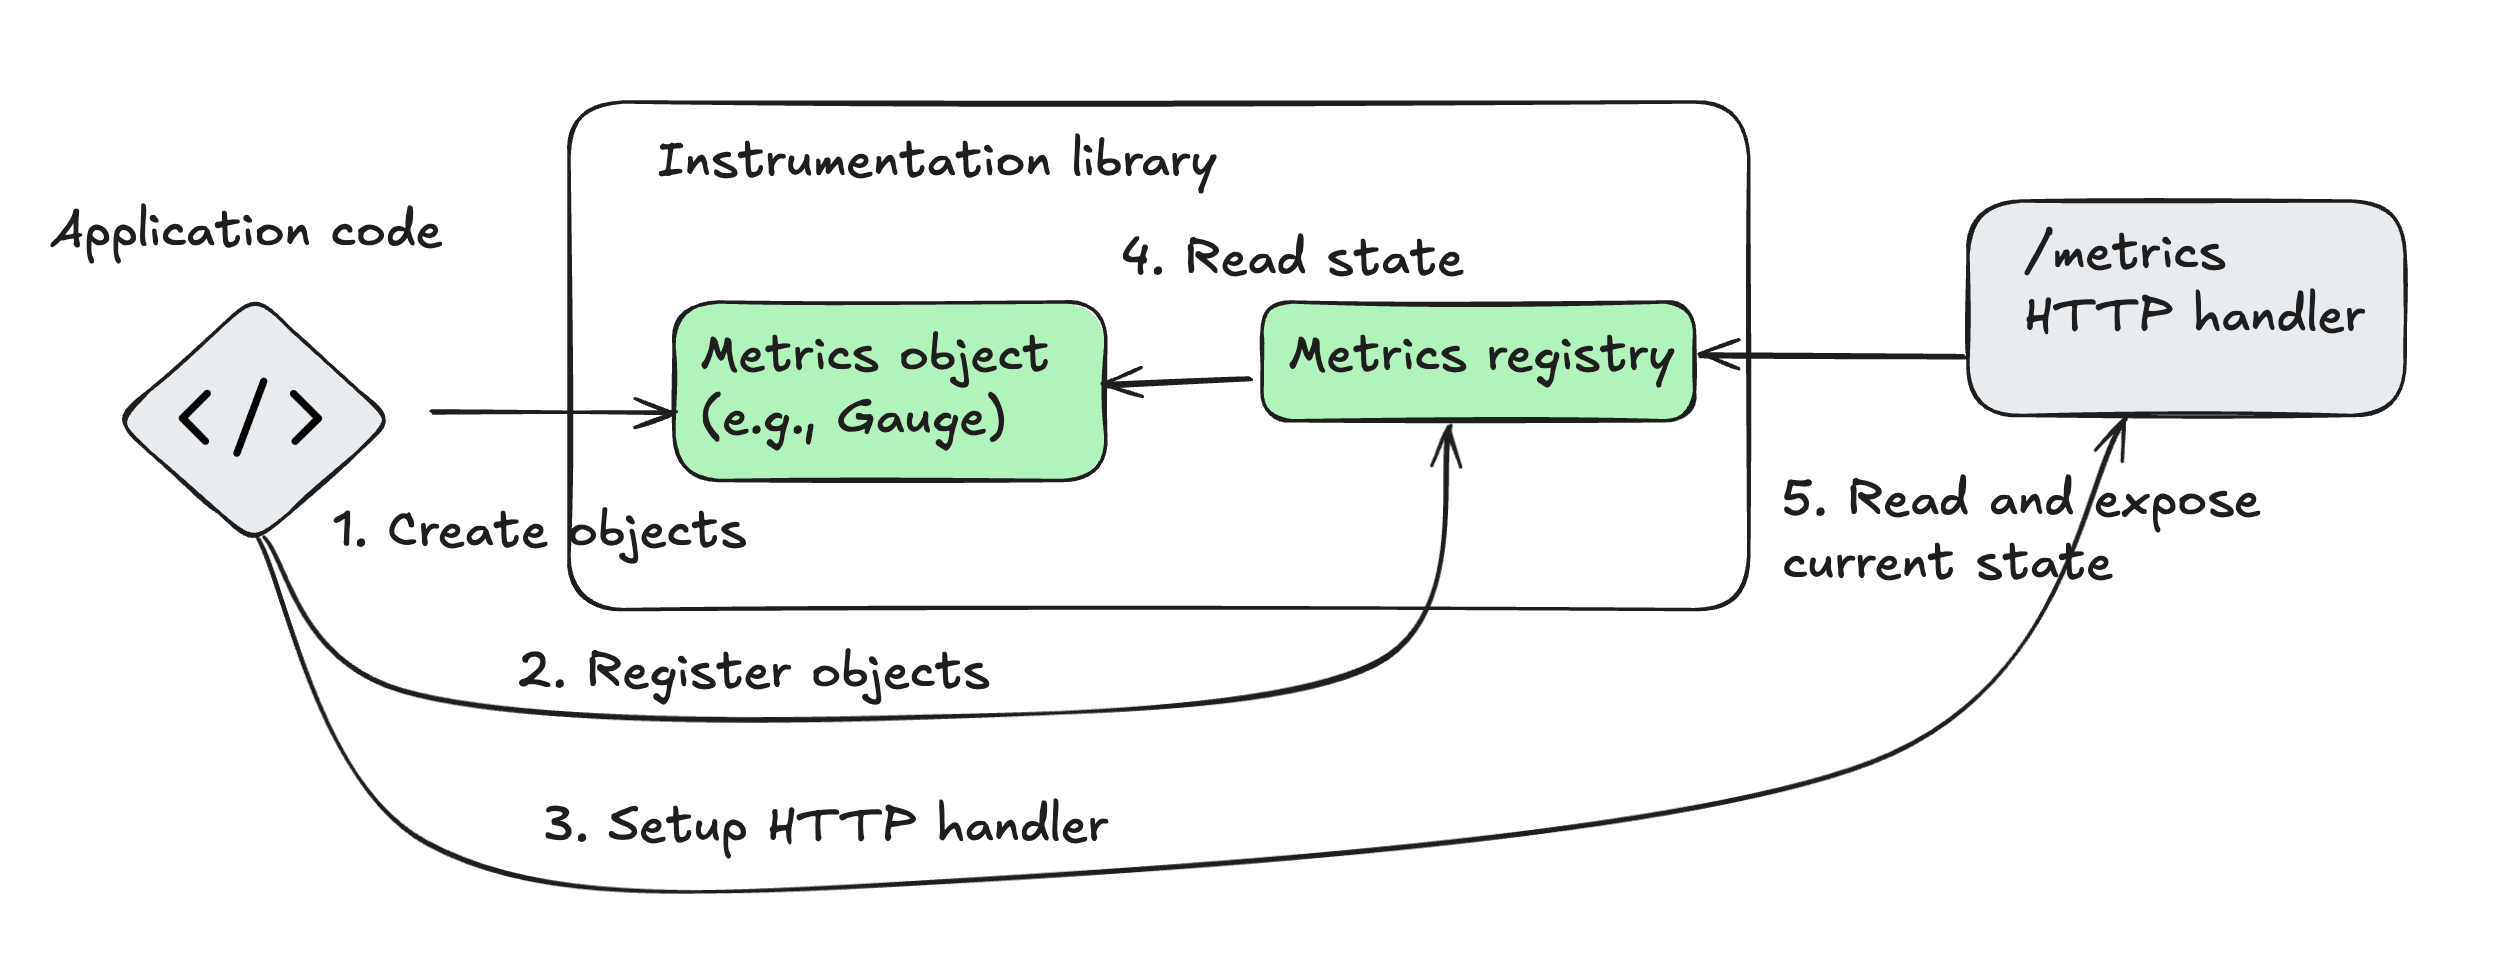 Instrumentation library
Application code
4. Read state
/metrics
HTTP handler
Metrics object
(e.g., Gauge)
Metrics registry
</>
1. Create objects
5. Read and expose
current state
2. Register objects
3. Setup HTTP handler